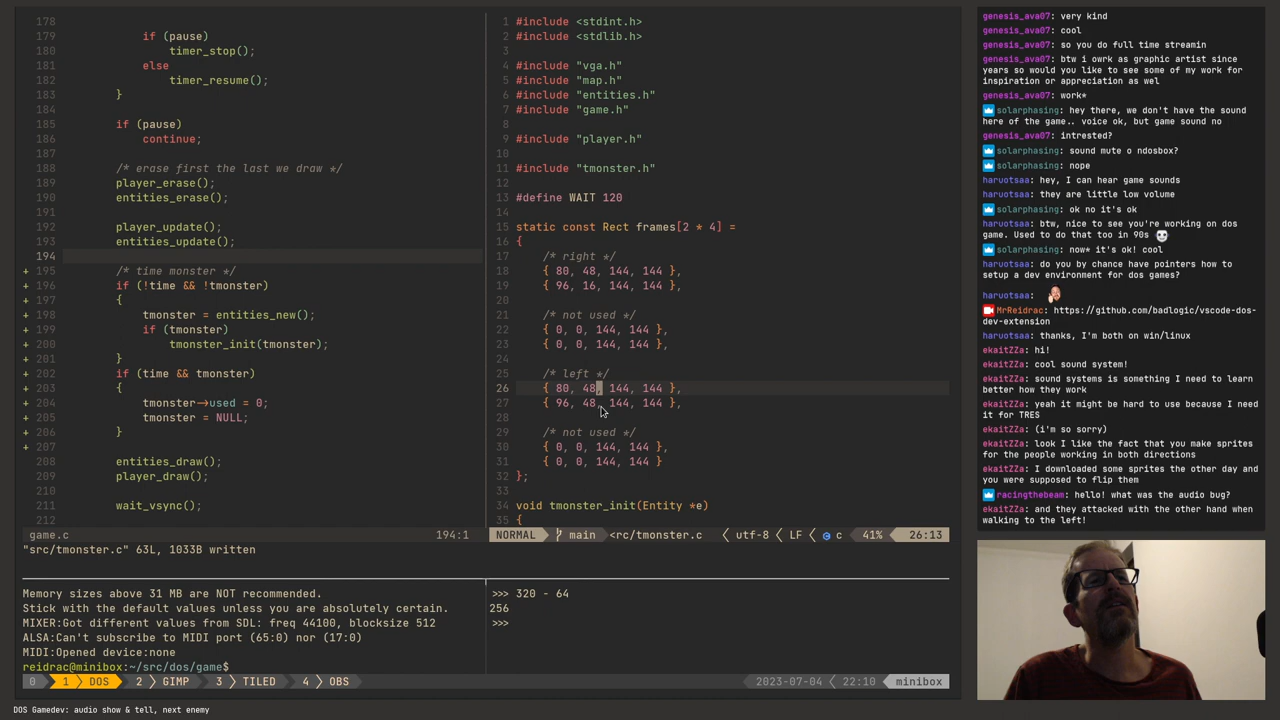 178
179 if (pause)
180 timer_stop();
181 else
182 timer_resume();
183 }
184
185 if (pause)
186 continue;
187
188 /* erase first the last we draw */
189 player_erase();
190 entities_erase();
191
192 player_update();
193 entities_update();
194
+ 195 /* time monster */
+ 196 if (!time && !tmonster)
+ 197 {
+ 198 tmonster = entities_new();
+ 199 if (tmonster)
+ 200 tmonster_init(tmonster);
+ 201 }
+ 202 if (time && tmonster)
+ 203 {
+ 204 tmonster->used = 0;
+ 205 tmonster = NULL;
+ 206 }
+ 207
208 entities_draw();
209 player_draw();
210
211 wait_vsync();
212
game.c 194:1
"src/tmonster.c" 63L, 1033B written
1 #include <stdint.h>
2 #include <stdlib.h>
3
4 #include "vga.h"
5 #include "map.h"
6 #include "entities.h"
7 #include "game.h"
8
9 #include "player.h"
10
11 #include "tmonster.h"
12
13 #define WAIT 120
14
15 static const Rect frames[2 * 4] =
16 {
17 /* right */
18 { 80, 48, 144, 144 },
19 { 96, 16, 144, 144 },
20
21 /* not used */
22 { 0, 0, 144, 144 },
23 { 0, 0, 144, 144 },
24
25 /* left */
26 { 80, 48, 144, 144 },
27 { 96, 48, 144, 144 },
28
29 /* not used */
30 { 0, 0, 144, 144 },
31 { 0, 0, 144, 144 }
32 };
33
34 void tmonster_init(Entity *e)
35 {
NORMAL main <rc/tmonster.c utf-8 LF c 41% 26:13
Memory sizes above 31 MB are NOT recommended.
Stick with the default values unless you are absolutely certain.
MIXER:Got different values from SDL: freq 44100, blocksize 512
ALSA:Can't subscribe to MIDI port (65:0) nor (17:0)
MIDI:Opened device:none
reidrac@minibox:~/src/dos/game$
>>> 320 - 64
256
>>>
0 1 DOS 2 GIMP 3 TILED 4 OBS 2023-07-04 22:10 minibox
DOS Gamedev: audio show & tell, next enemy
genesis_ava07: very kind
genesis_ava07: cool
genesis_ava07: so you do full time streamin
genesis_ava07: btw i owrk as graphic artist since
years so would you like to see some of my work for
inspiration or appreciation as wel
genesis_ava07: work*
solarphasing: hey there, we don't have the sound
here of the game.. voice ok, but game sound no
genesis_ava07: intrested?
solarphasing: sound mute o ndosbox?
solarphasing: nope
haruotsaa: hey, I can hear game sounds
haruotsaa: they are little low volume
solarphasing: ok no it's ok
haruotsaa: btw, nice to see you're working on dos
game. Used to do that too in 90s
solarphasing: now* it's ok! cool
haruotsaa: do you by chance have pointers how to
setup a dev environment for dos games?
haruotsaa:
MrReidrac: https://github.com/badlogic/vscode-dos-
dev-extension
haruotsaa: thanks, I'm both on win/linux
ekaitZZa: hi!
ekaitZZa: cool sound system!
ekaitZZa: sound systems is something I need to learn
better how they work
ekaitZZa: yeah it might be hard to use because I need
it for TRES
ekaitZZa: (i'm so sorry)
ekaitZZa: look I like the fact that you make sprites
for the people working in both directions
ekaitZZa: I downloaded some sprites the other day and
you were supposed to flip them
racingthebeam: hello! what was the audio bug?
ekaitZZa: and they attacked with the other hand when
walking to the left!